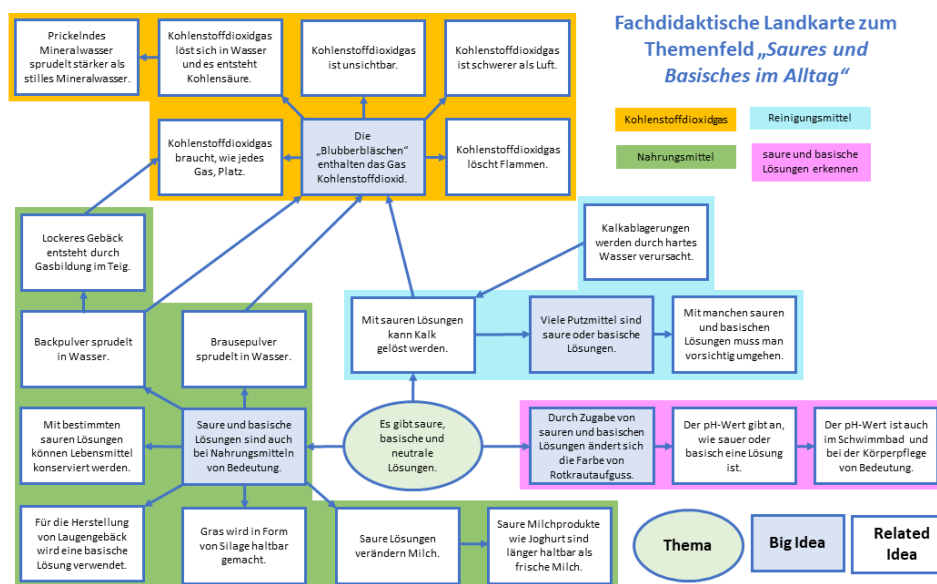 Fachdidaktische Landkarte zum
Themenfeld „Saures und
Basisches im Alltag“
Kohlenstoffdioxidgas
Reinigungsmittel
Nahrungsmittel
saure und basische
Lösungen erkennen
Prickelndes
Mineralwasser
sprudelt stärker als
stilles Mineralwasser.
Kohlenstoffdioxidgas
löst sich in Wasser
und es entsteht
Kohlensäure.
Kohlenstoffdioxidgas
ist unsichtbar.
Kohlenstoffdioxidgas
ist schwerer als Luft.
Kohlenstoffdioxidgas
braucht, wie jedes
Gas, Platz.
Die
„Blubberbläschen“
enthalten das Gas
Kohlenstoffdioxid.
Kohlenstoffdioxidgas
löscht Flammen.
Lockeres Gebäck
entsteht durch
Gasbildung im Teig.
Kalkablagerungen
werden durch hartes
Wasser verursacht.
Backpulver sprudelt
in Wasser.
Brausepulver
sprudelt in Wasser.
Mit sauren Lösungen
kann Kalk
gelöst werden.
Viele Putzmittel sind
saure oder basische
Lösungen.
Mit manchen sauren
und basischen
Lösungen muss man
vorsichtig umgehen.
Mit bestimmten
sauren Lösungen
können Lebensmittel
konserviert werden.
Saure und basische
Lösungen sind auch
bei Nahrungsmitteln
von Bedeutung.
Es gibt saure,
basische und
neutrale
Lösungen.
Durch Zugabe von
sauren und basischen
Lösungen ändert sich
die Farbe von
Rotkrautaufguss.
Der pH-Wert gibt an,
wie sauer oder
basisch eine Lösung
ist.
Der pH-Wert ist auch
im Schwimmbad und
bei der Körperpflege
von Bedeutung.
Für die Herstellung
von Laugengebäck
wird eine basische
Lösung verwendet.
Gras wird in Form
von Silage haltbar
gemacht.
Saure Lösungen
verändern Milch.
Saure Milchprodukte
wie Joghurt sind
länger haltbar als
frische Milch.
Thema
Big Idea
Related
Idea